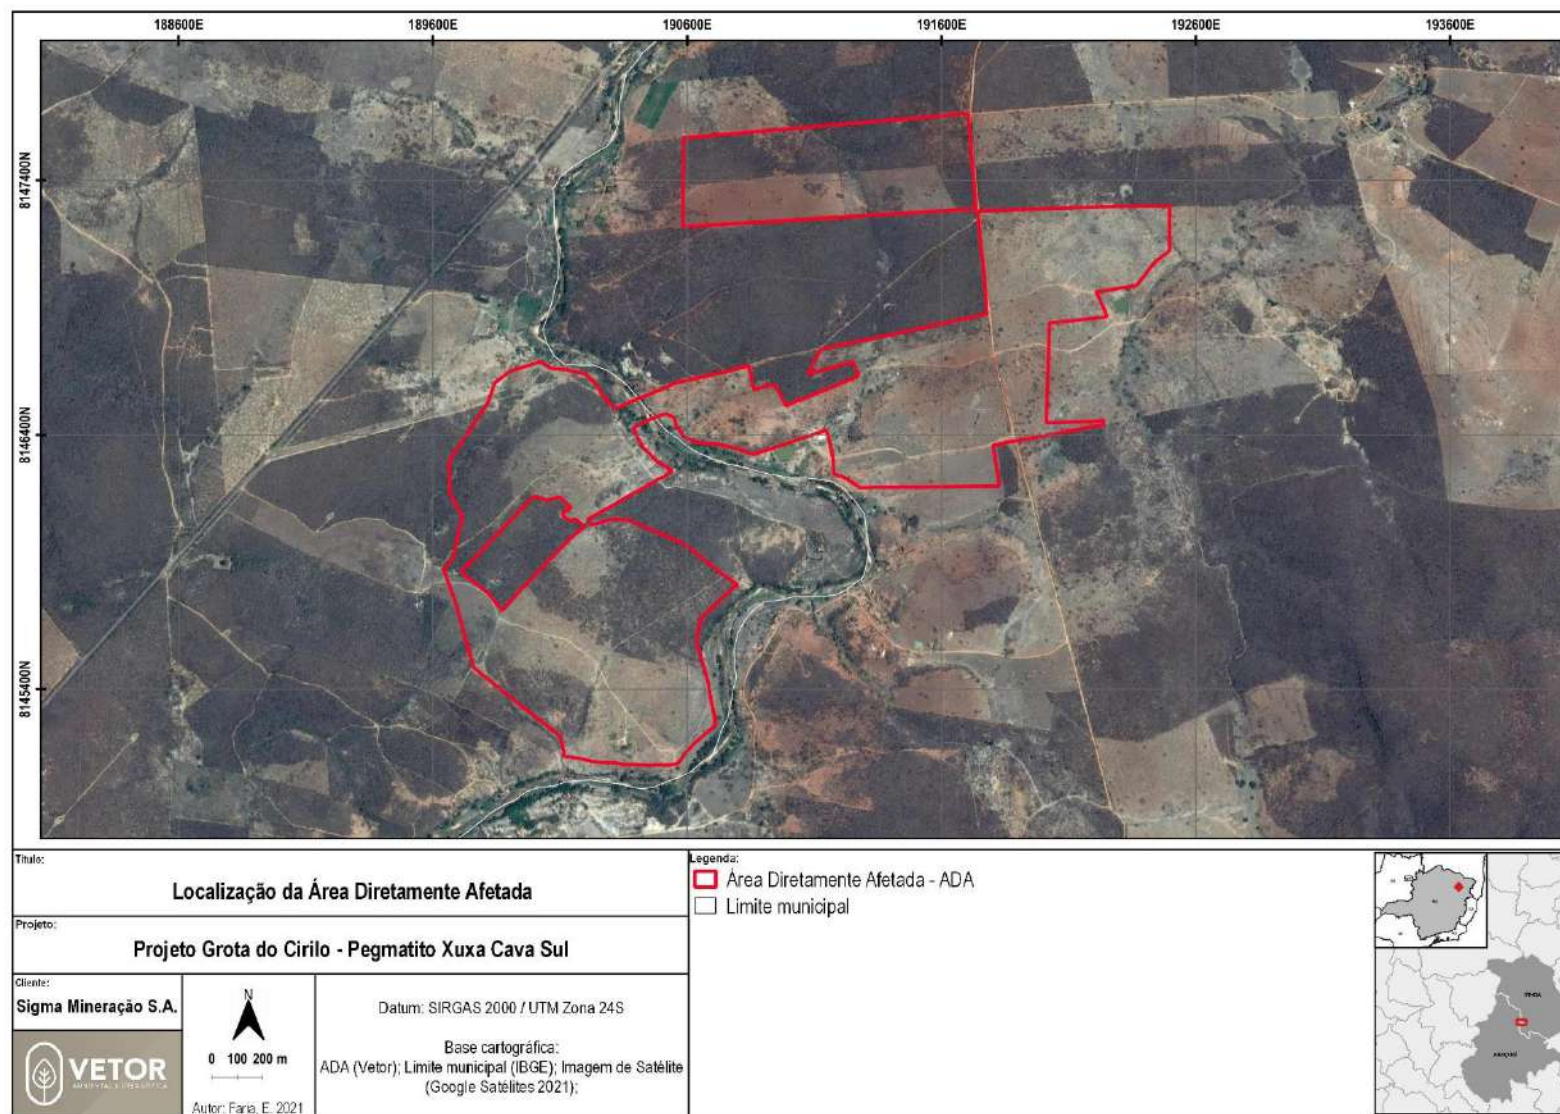 188600E 189600E 190600E 191600E 192600E 193600E
8147400N
8146400N
8145400N
Título:
Localização da Área Diretamente Afetada
Projeto:
Projeto Grota do Cirilo - Pegmatito Xuxa Cava Sul
Cliente:
Sigma Mineração S.A.
VETOR
N
0 100 200 m
Autor: Faria, E. 2021
Datum: SIRGAS 2000 / UTM Zona 24S
Base cartográfica:
ADA (Vetor); Limite municipal (IBGE); Imagem de Satélite
(Google Satélites 2021);
Legenda:
Área Diretamente Afetada - ADA
Limite municipal